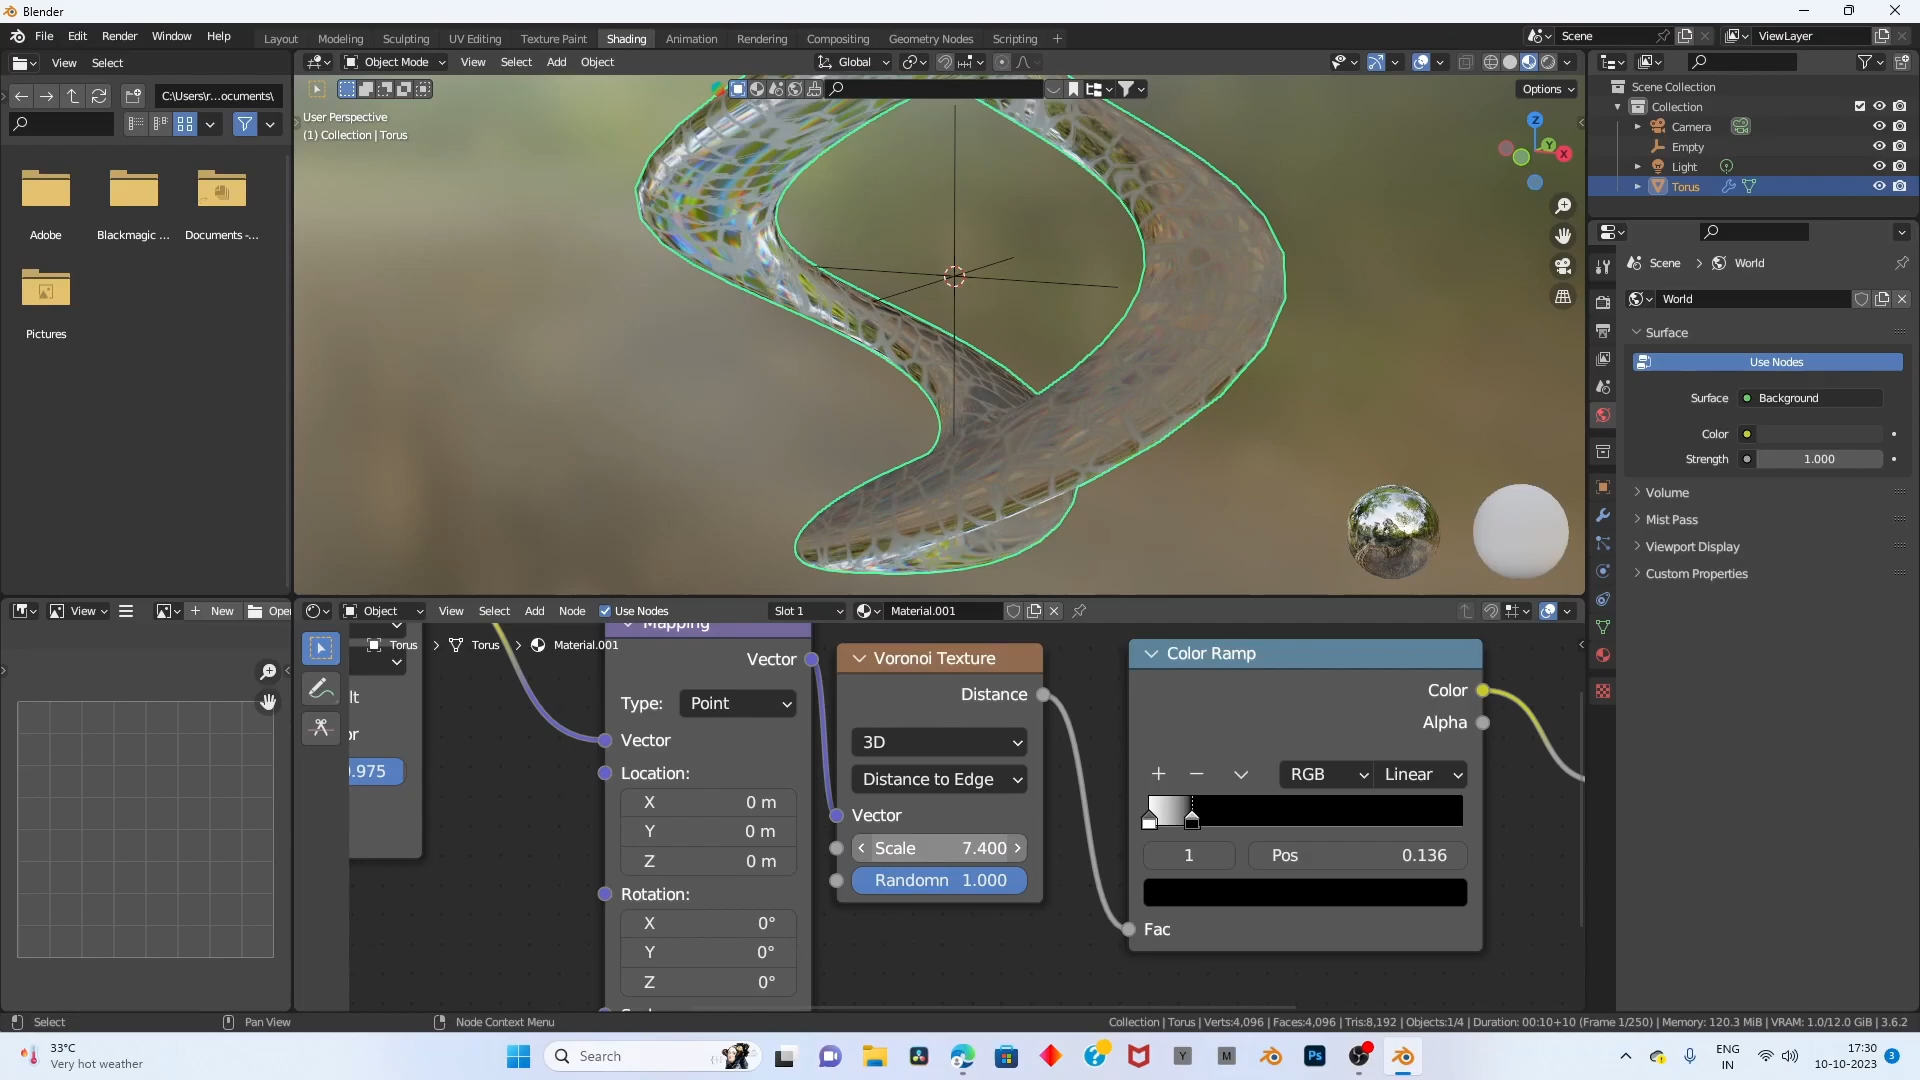 Blender
File Edit Render Window Help
Layout Modeling Sculpting UV Editing Texture Paint Shading Animation Rendering Compositing Geometry Nodes Scripting
Scene
ViewLayer
View Select
Object Mode View Select Add Object
Global
C:\Users\r...ocuments\
Options
User Perspective
(1) Collection | Torus
Z
Y
X
Adobe
Blackmagic ...
Documents -...
Pictures
Scene Collection
Collection
Camera
Empty
Light
Torus
Scene > World
World
Surface
Use Nodes
Surface Background
Color
Strength 1.000
Volume
Mist Pass
Viewport Display
Custom Properties
View New Open
Object View Select Add Node Use Nodes Slot 1 Material.001
Torus > Torus > Material.001
Mapping
Vector
Type: Point
Vector
Location:
X 0 m
Y 0 m
Z 0 m
Rotation:
X 0°
Y 0°
Z 0°
Voronoi Texture
Distance
3D
Distance to Edge
Vector
Scale 7.400
Randomn 1.000
Color Ramp
Color
Alpha
RGB Linear
1 Pos 0.136
Fac
Select Pan View Node Context Menu
Collection | Torus | Verts:4,096 | Faces:4,096 | Tris:8,192 | Objects:1/4 | Duration: 00:10+10 (Frame 1/250) | Memory: 120.3 MiB | VRAM: 1.0/12.0 GiB | 3.6.2
33°C
Very hot weather
Search
Y
M
Ps
ENG
IN
17:30
10-10-2023
3